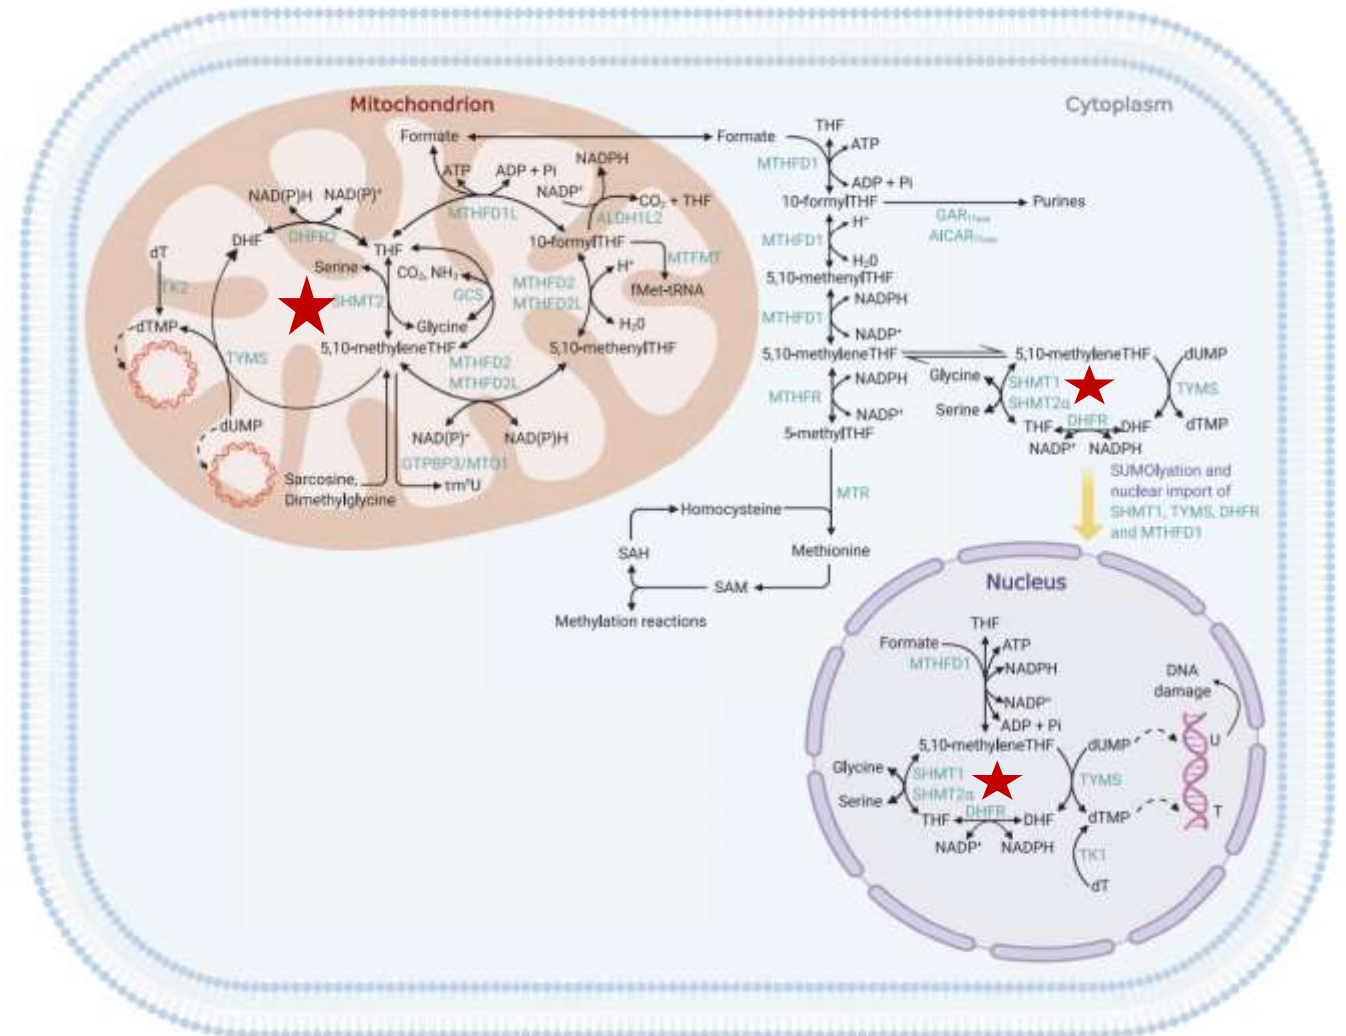 Mitochondrion
Cytoplasm
Formate
Formate
THF
ATP
MTHFD1
ADP + Pi
10-formylTHF
Purines
GAR
AICAR
MTHFD1
H⁺
H₂0
5,10-methenylTHF
MTHFD1
NADPH
NADP⁺
5,10-methyleneTHF
5,10-methyleneTHF
dUMP
Glycine
SHMT1
SHMT2α
TYMS
Serine
THF
DHFR
DHF
dTMP
NADP⁺
NADPH
MTHFR
NADPH
NADP⁺
5-methylTHF
SUMOlyation and
nuclear import of
SHMT1, TYMS, DHFR
and MTHFD1
MTR
Homocysteine
Methionine
SAH
SAM
Methylation reactions
NADPH
ATP
ADP + Pi
NADP⁺
CO₂ + THF
MTHFD1L
ALDH1L2
NAD(P)H
NAD(P)⁺
DHFR2
DHF
THF
10-formylTHF
MTFMT
dT
Serine
CO₂, NH₃
H⁺
TK2
SHMT2
GCS
MTHFD2
MTHFD2L
fMet-tRNA
Glycine
H₂0
dTMP
5,10-methyleneTHF
5,10-methenylTHF
TYMS
MTHFD2
MTHFD2L
dUMP
NAD(P)⁺
NAD(P)H
GTPBP3/MTO1
Sarcosine,
Dimethylglycine
τm⁵U
Nucleus
THF
Formate
ATP
MTHFD1
NADPH
NADP⁺
ADP + Pi
DNA
damage
5,10-methyleneTHF
dUMP
U
Glycine
SHMT1
SHMT2α
TYMS
Serine
DHFR
THF
DHF
dTMP
T
NADP⁺
NADPH
TK1
dT